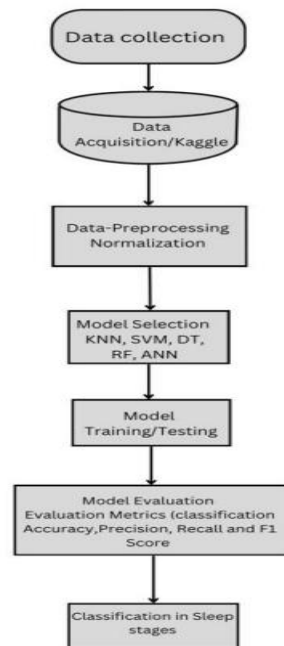 Data collection
Data
Acquisition/Kaggle
Data-Preprocessing
Normalization
Model Selection
KNN, SVM, DT,
RF, ANN
Model
Training/Testing
Model Evaluation
Evaluation Metrics (classification
Accuracy,Precision, Recall and F1
Score
Classification in Sleep
stages